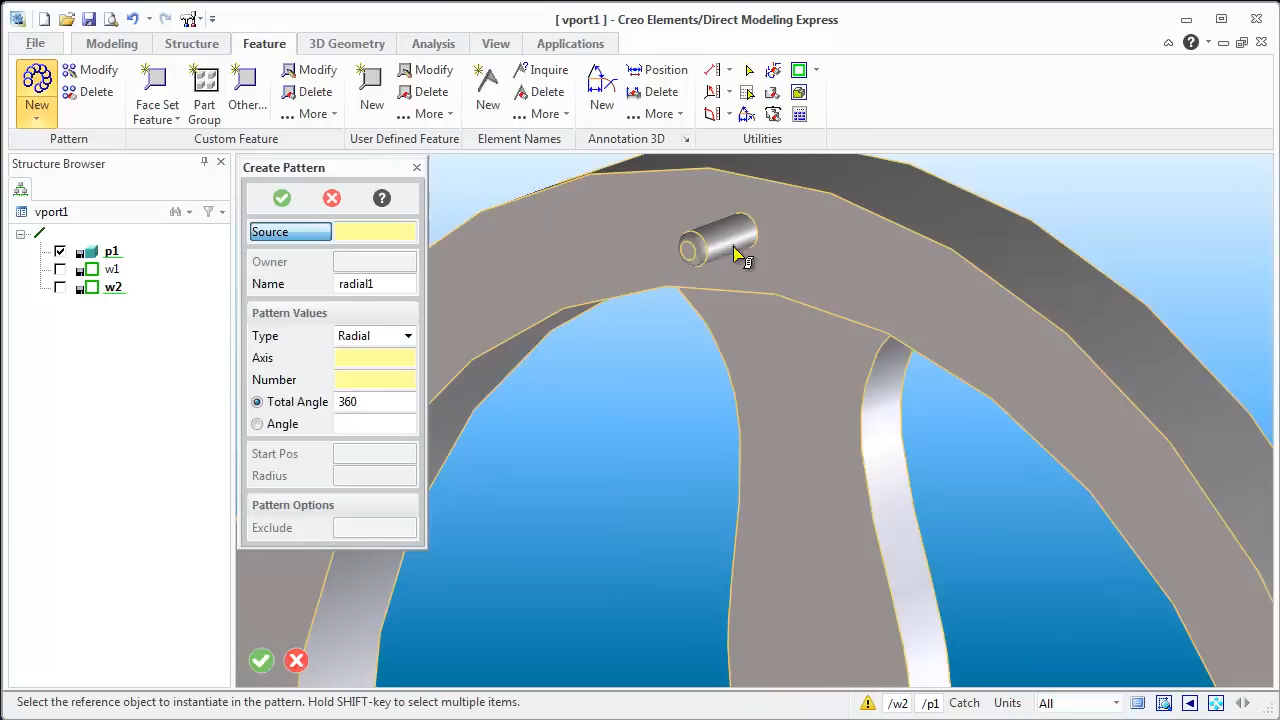 [ vport1 ] - Creo Elements/Direct Modeling Express
File Modeling Structure Feature 3D Geometry Analysis View Applications
Modify Modify Modify Inquire Position
Delete Delete Delete Delete Delete
New Face Set Feature Part Group Other... More New More New More New More
Pattern Custom Feature User Defined Feature Element Names Annotation 3D Utilities
Structure Browser
vport1
p1
w1
w2
Create Pattern
Source
Owner
Name radial1
Pattern Values
Type Radial
Axis
Number
Total Angle 360
Angle
Start Pos
Radius
Pattern Options
Exclude
Select the reference object to instantiate in the pattern. Hold SHIFT-key to select multiple items.
/w2 /p1 Catch Units All